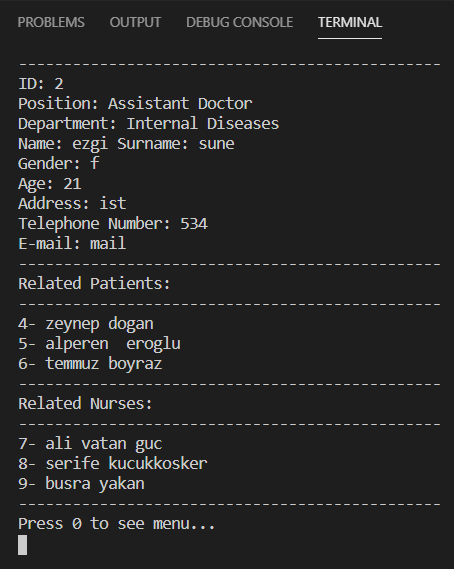 PROBLEMS OUTPUT DEBUG CONSOLE TERMINAL
-----------------------------------------------
ID: 2
Position: Assistant Doctor
Department: Internal Diseases
Name: ezgi Surname: sune
Gender: f
Age: 21
Address: ist
Telephone Number: 534
E-mail: mail
-----------------------------------------------
Related Patients:
-----------------------------------------------
4- zeynep dogan
5- alperen  eroglu
6- temmuz boyraz
-----------------------------------------------
Related Nurses:
-----------------------------------------------
7- ali vatan guc
8- serife kucukkosker
9- busra yakan
-----------------------------------------------
Press 0 to see menu...